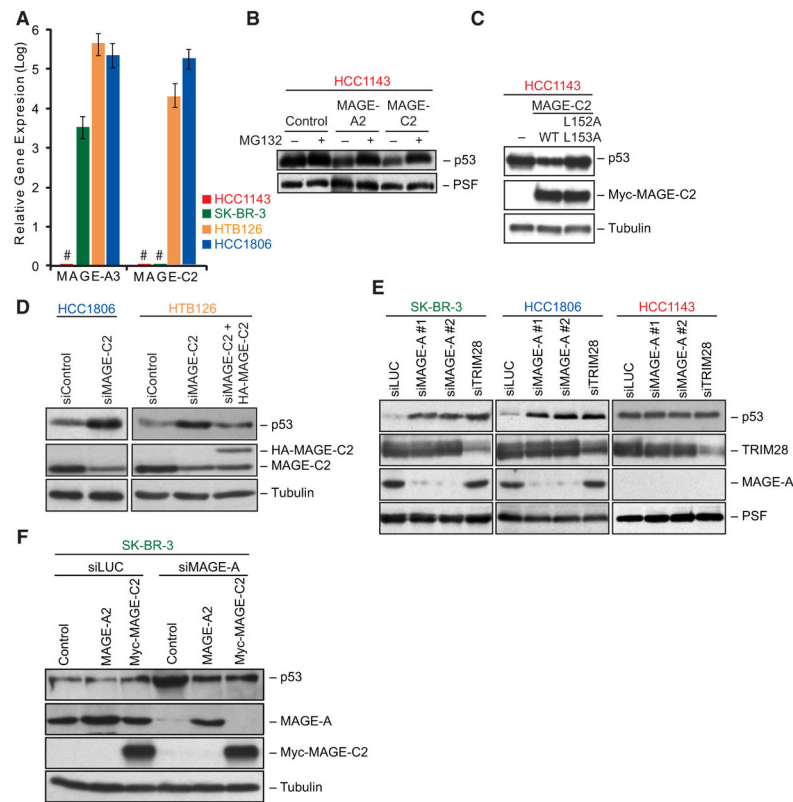 A
Relative Gene Expression (Log)
6
5
4
3
2
1
0
#
# #
MAGE-A3
MAGE-C2
HCC1143
SK-BR-3
HTB126
HCC1806
B
HCC1143
MAGE- MAGE-
Control A2 C2
MG132 – + – + – +
p53
PSF
C
HCC1143
MAGE-C2
L152A
– WT L153A
p53
Myc-MAGE-C2
Tubulin
D
HCC1806
HTB126
siControl
siMAGE-C2
siControl
siMAGE-C2
siMAGE-C2 +
HA-MAGE-C2
p53
HA-MAGE-C2
MAGE-C2
Tubulin
E
SK-BR-3
HCC1806
HCC1143
siLUC
siMAGE-A #1
siMAGE-A #2
siTRIM28
siLUC
siMAGE-A #1
siMAGE-A #2
siTRIM28
siLUC
siMAGE-A #1
siMAGE-A #2
siTRIM28
p53
TRIM28
MAGE-A
PSF
F
SK-BR-3
siLUC
siMAGE-A
Control
MAGE-A2
Myc-MAGE-C2
Control
MAGE-A2
Myc-MAGE-C2
p53
MAGE-A
Myc-MAGE-C2
Tubulin